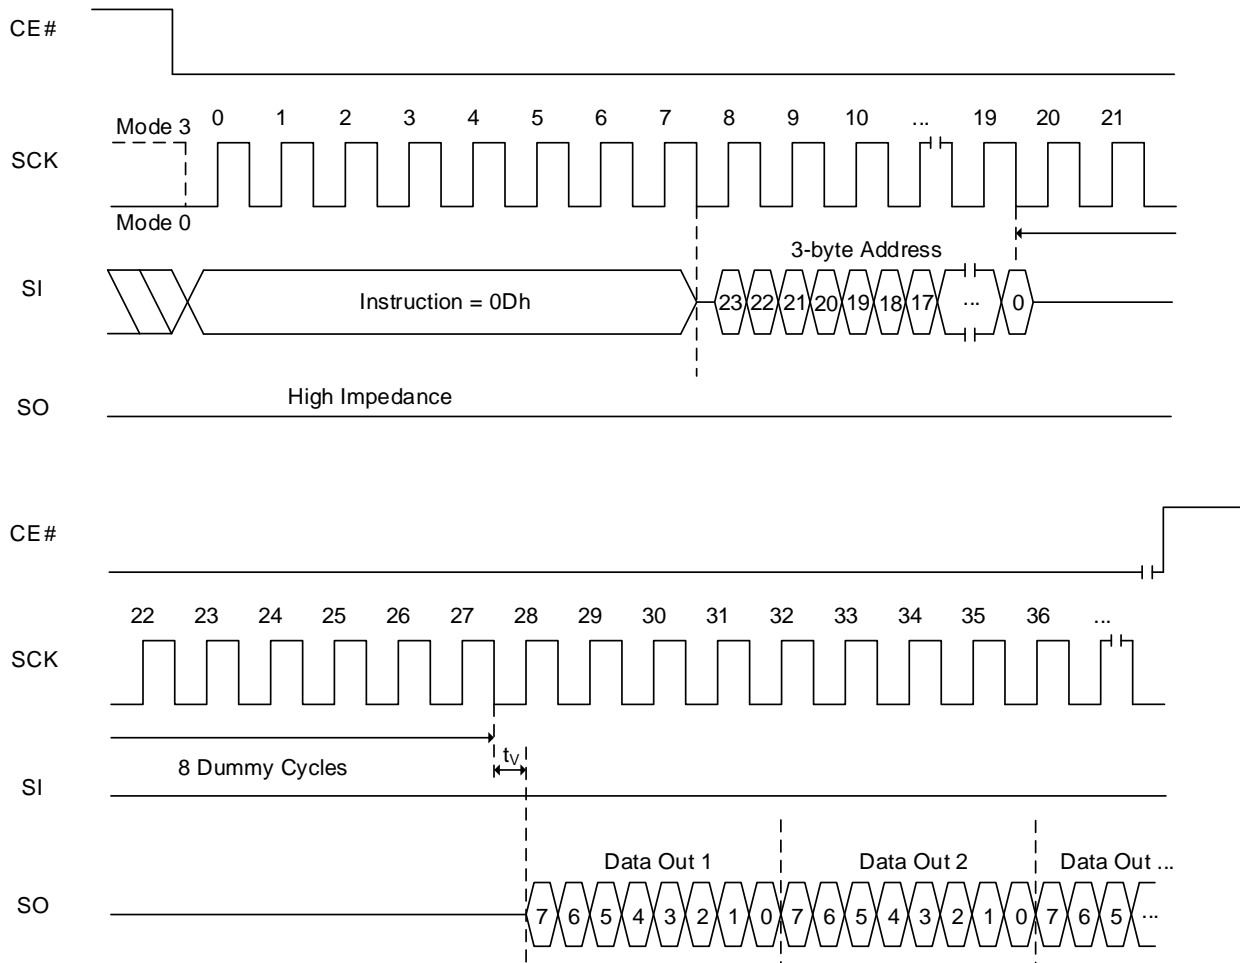 CE#
Mode 3 0 1 2 3 4 5 6 7 8 9 10 ... 19 20 21
SCK
Mode 0
3-byte Address
SI Instruction = 0Dh 23 22 21 20 19 18 17 ... 0
High Impedance
SO
CE#
22 23 24 25 26 27 28 29 30 31 32 33 34 35 36 ...
SCK
8 Dummy Cycles tV
SI
Data Out 1 Data Out 2 Data Out ...
SO 7 6 5 4 3 2 1 0 7 6 5 4 3 2 1 0 7 6 5 ...